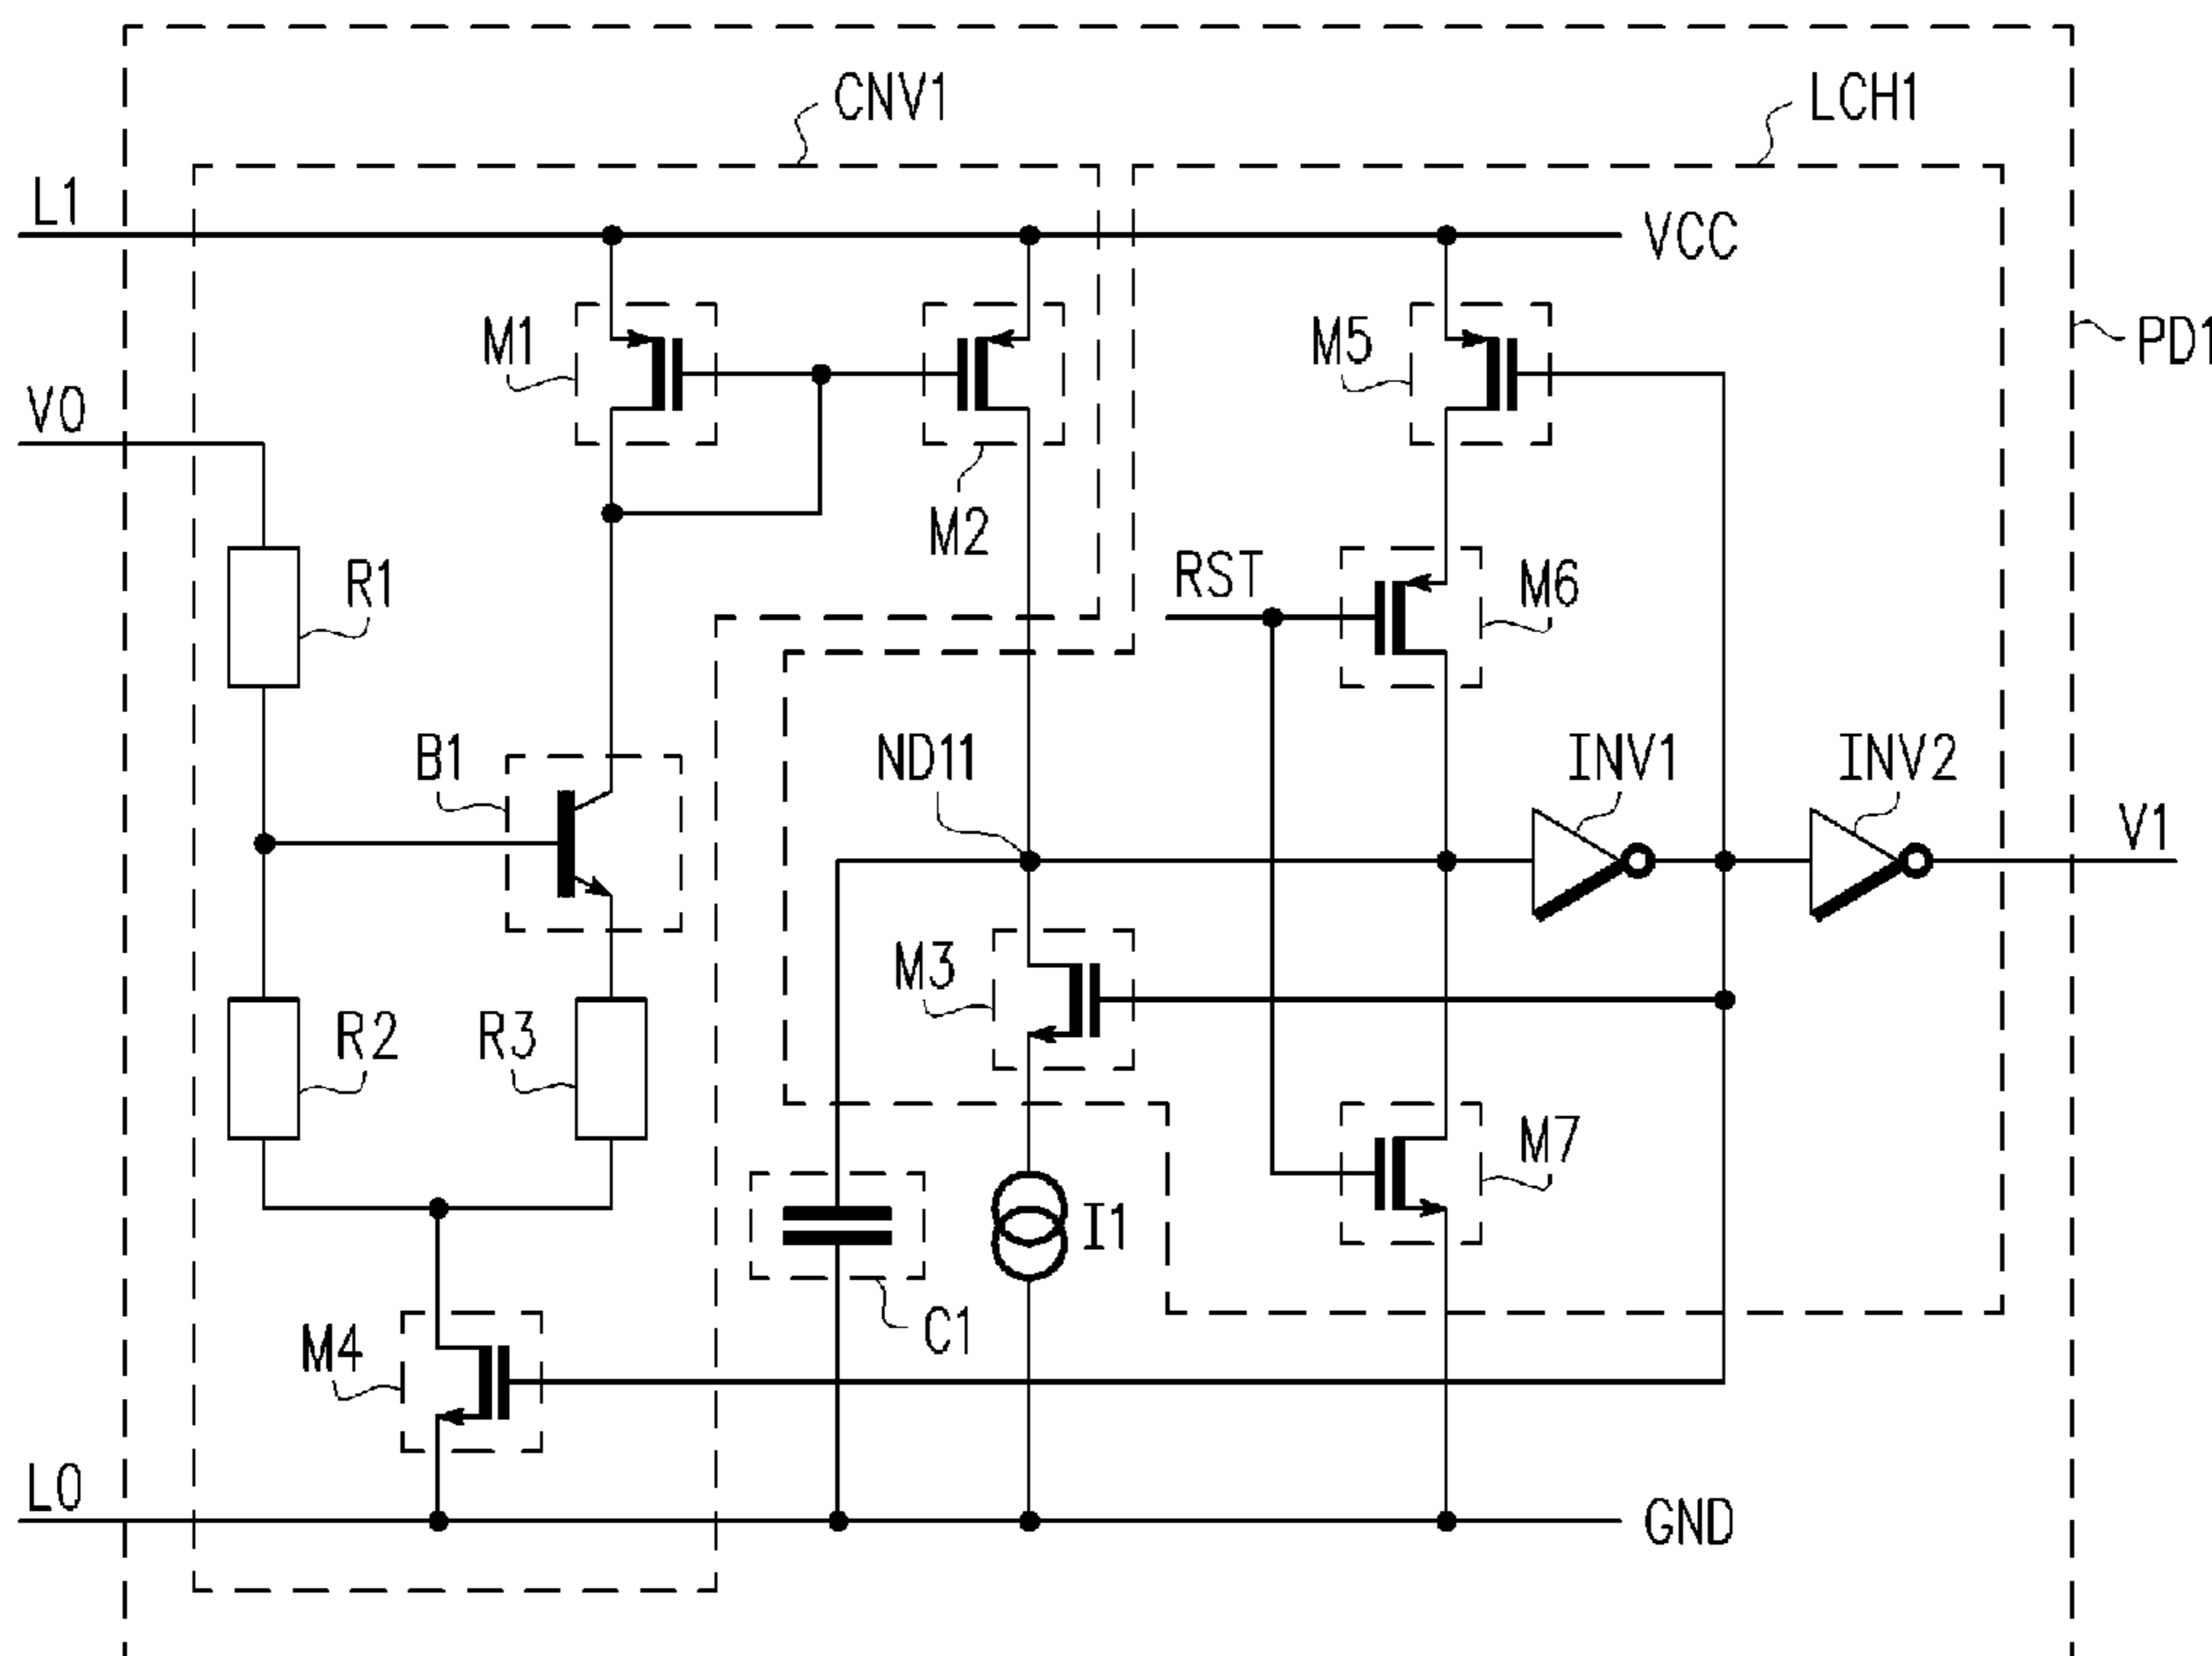 CNV1
LCH1
L1
VCC
M1
M5
PD1
V0
M2
RST
M6
R1
B1
ND11
INV1
INV2
V1
M3
R2
R3
M7
I1
C1
M4
L0
GND